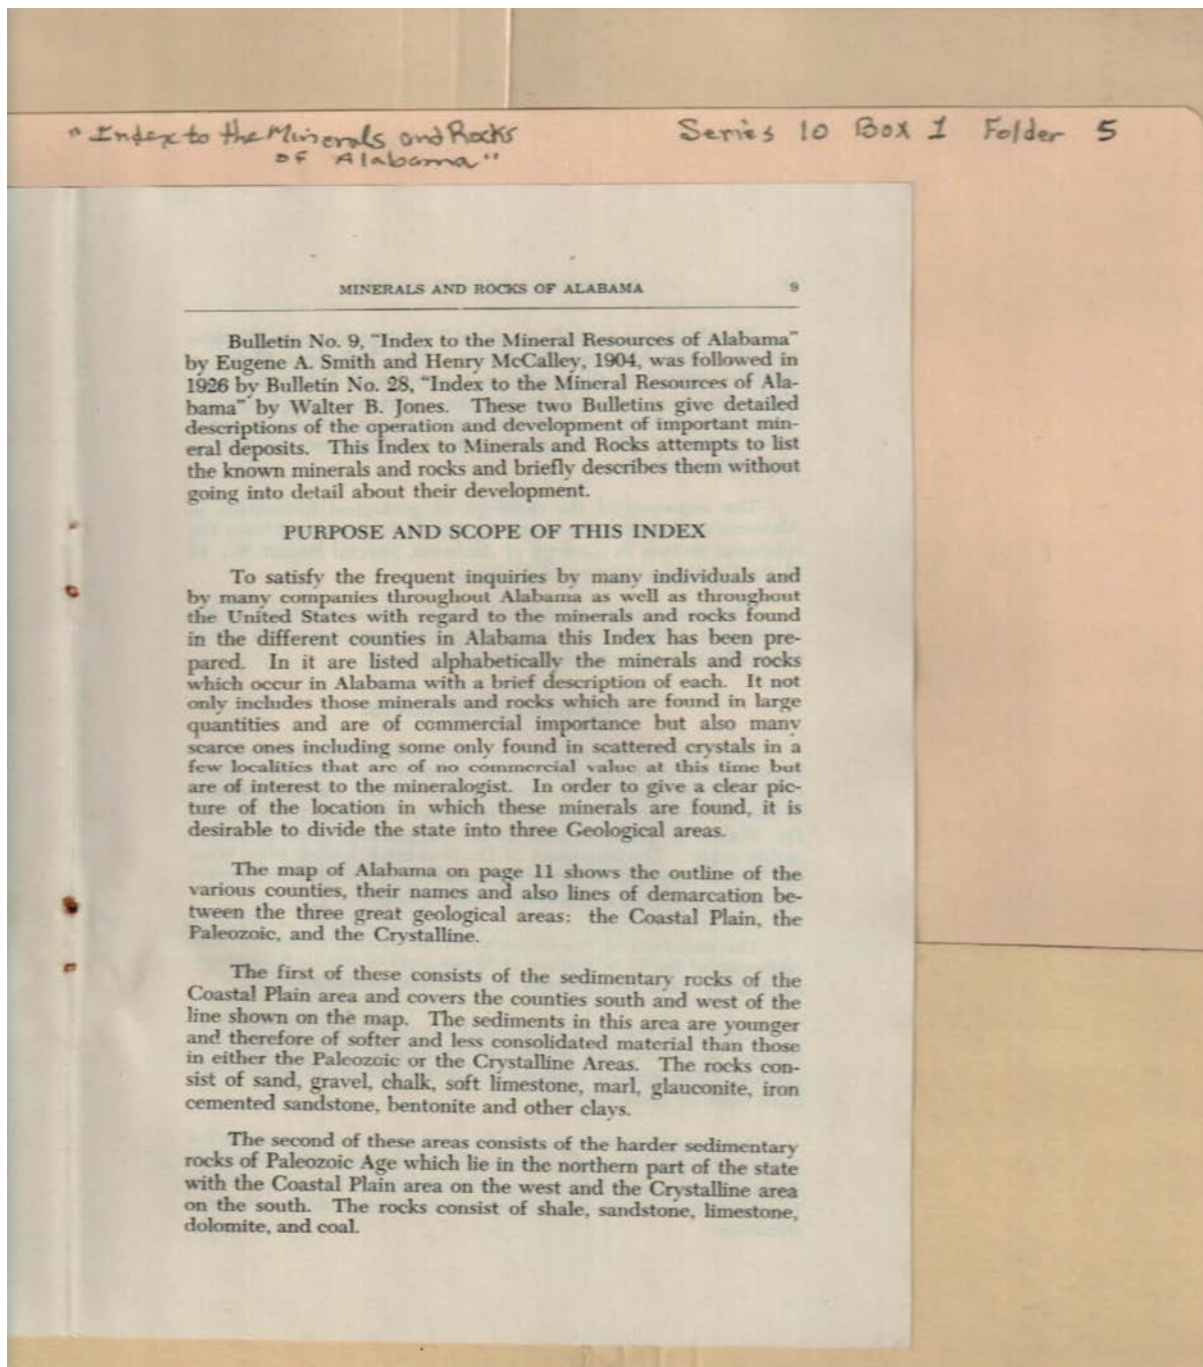 "Index to the Minerals and Rocks
of Alabama"
Series 10 Box 1 Folder 5
MINERALS AND ROCKS OF ALABAMA 9
Bulletin No. 9, "Index to the Mineral Resources of Alabama"
by Eugene A. Smith and Henry McCalley, 1904, was followed in
1926 by Bulletin No. 28, "Index to the Mineral Resources of Ala-
bama" by Walter B. Jones. These two Bulletins give detailed
descriptions of the operation and development of important min-
eral deposits. This Index to Minerals and Rocks attempts to list
the known minerals and rocks and briefly describes them without
going into detail about their development.
PURPOSE AND SCOPE OF THIS INDEX
To satisfy the frequent inquiries by many individuals and
by many companies throughout Alabama as well as throughout
the United States with regard to the minerals and rocks found
in the different counties in Alabama this Index has been pre-
pared. In it are listed alphabetically the minerals and rocks
which occur in Alabama with a brief description of each. It not
only includes those minerals and rocks which are found in large
quantities and are of commercial importance but also many
scarce ones including some only found in scattered crystals in a
few localities that are of no commercial value at this time but
are of interest to the mineralogist. In order to give a clear pic-
ture of the location in which these minerals are found, it is
desirable to divide the state into three Geological areas.
The map of Alabama on page 11 shows the outline of the
various counties, their names and also lines of demarcation be-
tween the three great geological areas: the Coastal Plain, the
Paleozoic, and the Crystalline.
The first of these consists of the sedimentary rocks of the
Coastal Plain area and covers the counties south and west of the
line shown on the map. The sediments in this area are younger
and therefore of softer and less consolidated material than those
in either the Paleozoic or the Crystalline Areas. The rocks con-
sist of sand, gravel, chalk, soft limestone, marl, glauconite, iron
cemented sandstone, bentonite and other clays.
The second of these areas consists of the harder sedimentary
rocks of Paleozoic Age which lie in the northern part of the state
with the Coastal Plain area on the west and the Crystalline area
on the south. The rocks consist of shale, sandstone, limestone,
dolomite, and coal.